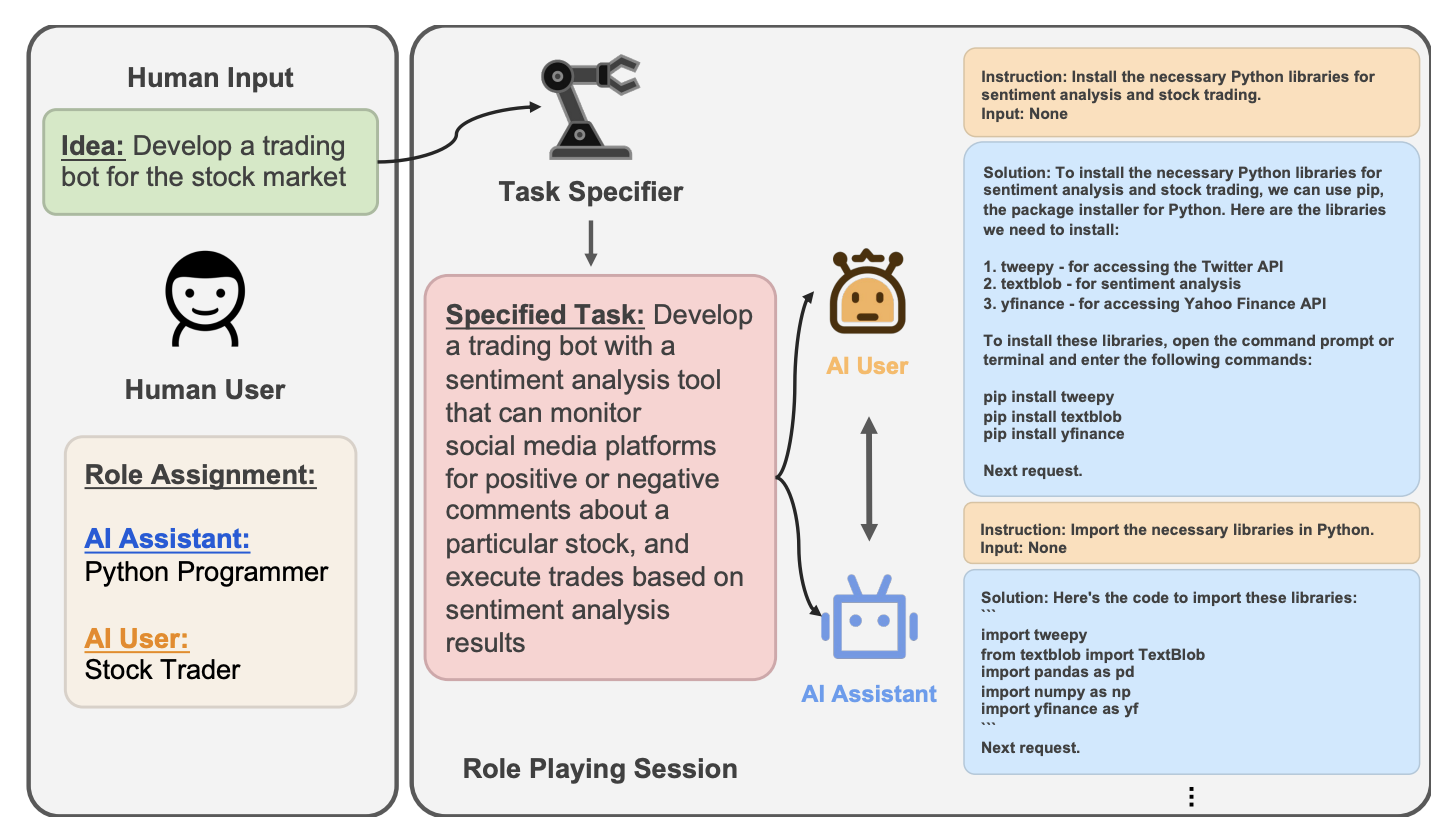 Human Input
Idea: Develop a trading
bot for the stock market
Human User
Role Assignment:
AI Assistant:
Python Programmer
AI User:
Stock Trader
Task Specifier
Specified Task: Develop
a trading bot with a
sentiment analysis tool
that can monitor
social media platforms
for positive or negative
comments about a
particular stock, and
execute trades based on
sentiment analysis
results
AI User
AI Assistant
Role Playing Session
Instruction: Install the necessary Python libraries for
sentiment analysis and stock trading.
Input: None
Solution: To install the necessary Python libraries for
sentiment analysis and stock trading, we can use pip,
the package installer for Python. Here are the libraries
we need to install:
1. tweepy - for accessing the Twitter API
2. textblob - for sentiment analysis
3. yfinance - for accessing Yahoo Finance API
To install these libraries, open the command prompt or
terminal and enter the following commands:
pip install tweepy
pip install textblob
pip install yfinance
Next request.
Instruction: Import the necessary libraries in Python.
Input: None
Solution: Here's the code to import these libraries:
```
import tweepy
from textblob import TextBlob
import pandas as pd
import numpy as np
import yfinance as yf
```
Next request.
⋮